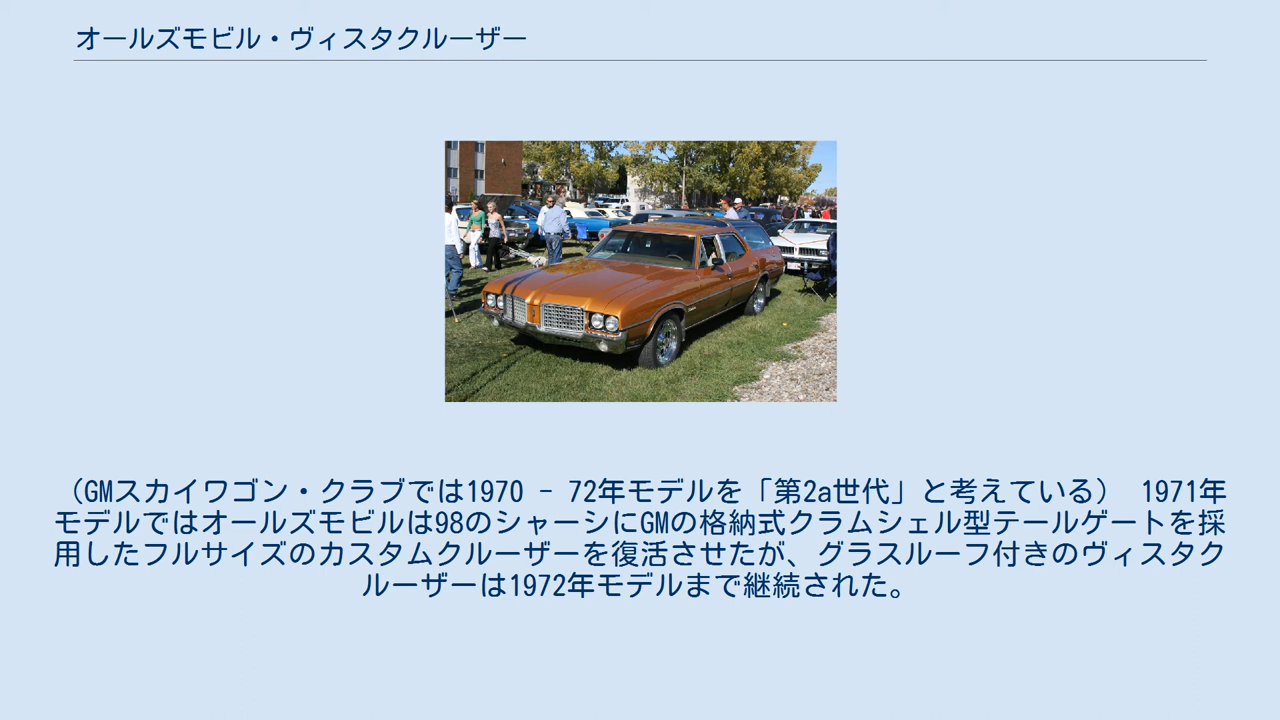 オールズモビル・ヴィスタクルーザー
（GMスカイワゴン・クラブでは1970 - 72年モデルを「第2a世代」と考えている） 1971年
モデルではオールズモビルは98のシャーシにGMの格納式クラムシェル型テールゲートを採
用したフルサイズのカスタムクルーザーを復活させたが、グラスルーフ付きのヴィスタク
ルーザーは1972年モデルまで継続された。